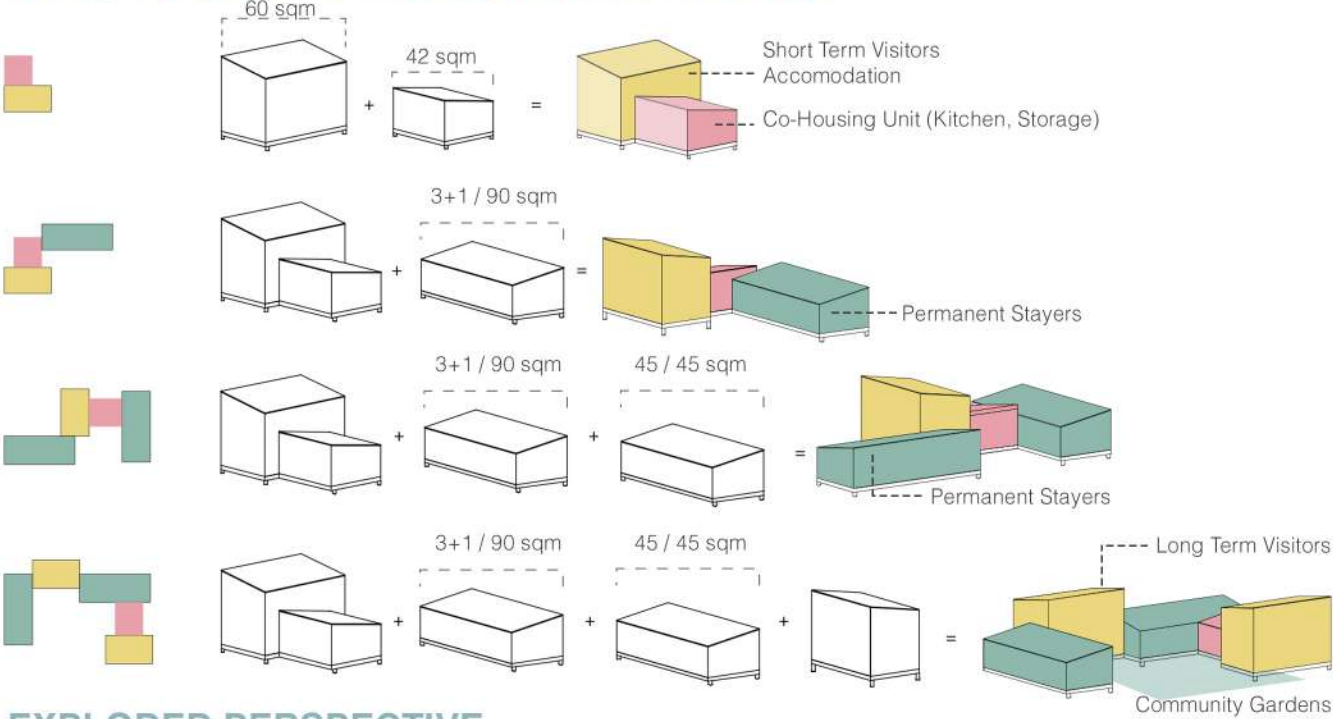 60 sqm
42 sqm
+
=
Short Term Visitors
Accomodation
Co-Housing Unit (Kitchen, Storage)
3+1 / 90 sqm
+
=
Permanent Stayers
3+1 / 90 sqm
45 / 45 sqm
+
+
=
Permanent Stayers
3+1 / 90 sqm
45 / 45 sqm
Long Term Visitors
+
+
+
=
Community Gardens
EXPLODED PERSPECTIVE